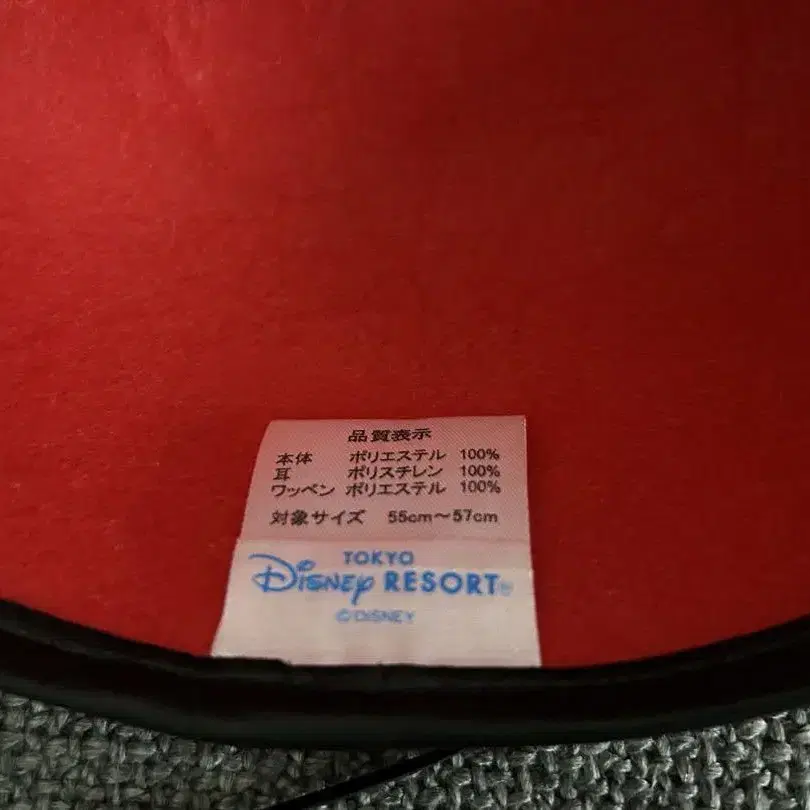 品質表示
本体 ポリエステル 100%
耳 ポリスチレン 100%
ワッペン ポリエステル 100%
対象サイズ 55cm～57cm
TOKYO
Disney RESORT
©DISNEY